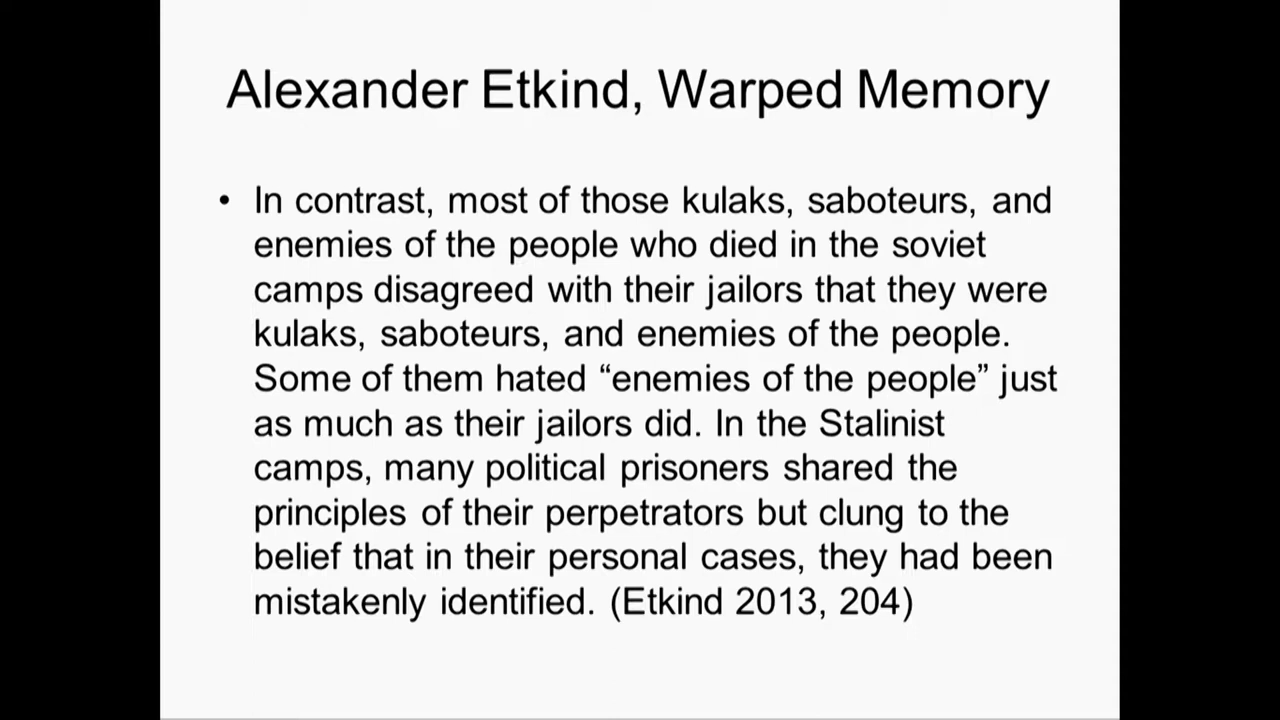 Alexander Etkind, Warped Memory
• In contrast, most of those kulaks, saboteurs, and
enemies of the people who died in the soviet
camps disagreed with their jailors that they were
kulaks, saboteurs, and enemies of the people.
Some of them hated “enemies of the people” just
as much as their jailors did. In the Stalinist
camps, many political prisoners shared the
principles of their perpetrators but clung to the
belief that in their personal cases, they had been
mistakenly identified. (Etkind 2013, 204)